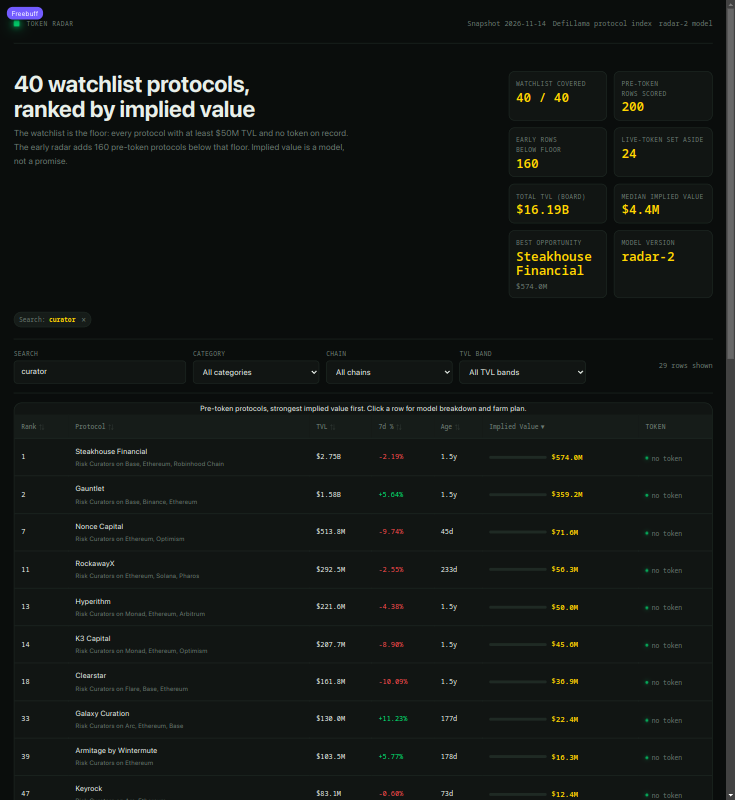 Freebuff
TOKEN RADAR
Snapshot 2026-11-14 DefiLlama protocol index radar-2 model
40 watchlist protocols,
ranked by implied value
The watchlist is the floor: every protocol with at least $50M TVL and no token on record.
The early radar adds 160 pre-token protocols below that floor. Implied value is a model,
not a promise.
WATCHLIST COVERED
40 / 40
PRE-TOKEN
ROWS SCORED
200
EARLY ROWS
BELOW FLOOR
160
LIVE-TOKEN SET ASIDE
24
TOTAL TVL (BOARD)
$16.19B
MEDIAN IMPLIED VALUE
$4.4M
BEST OPPORTUNITY
Steakhouse
Financial
$574.0M
MODEL VERSION
radar-2
Search: curator ×
SEARCH
curator
CATEGORY
All categories
CHAIN
All chains
TVL BAND
All TVL bands
29 rows shown
Pre-token protocols, strongest implied value first. Click a row for model breakdown and farm plan.
Rank Protocol TVL 7d % Age Implied Value ▼ TOKEN
1 Steakhouse Financial $2.75B -2.19% 1.5y $574.0M no token
Risk Curators on Base, Ethereum, Robinhood Chain
2 Gauntlet $1.58B +5.64% 1.5y $359.2M no token
Risk Curators on Base, Binance, Ethereum
7 Nonce Capital $513.8M -9.74% 45d $71.6M no token
Risk Curators on Ethereum, Optimism
11 RockawayX $292.5M -2.55% 233d $56.3M no token
Risk Curators on Ethereum, Solana, Pharos
13 Hyperithm $221.6M -4.38% 1.5y $50.0M no token
Risk Curators on Monad, Ethereum, Arbitrum
14 K3 Capital $207.7M -8.90% 1.5y $45.6M no token
Risk Curators on Monad, Ethereum, Optimism
18 Clearstar $161.8M -10.09% 1.5y $36.9M no token
Risk Curators on Flare, Base, Ethereum
33 Galaxy Curation $130.0M +11.23% 177d $22.4M no token
Risk Curators on Arc, Ethereum, Base
39 Armitage by Wintermute $103.5M +5.77% 178d $16.3M no token
Risk Curators on Ethereum
47 Keyrock $83.1M -0.60% 73d $12.4M no token